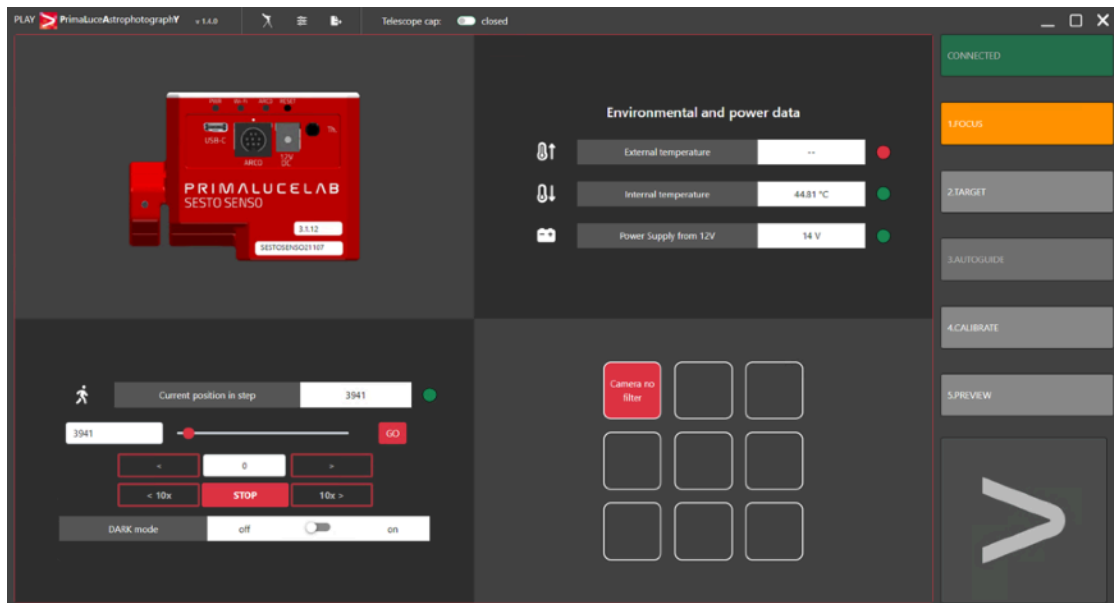 PLAY PrimaLuceAstrophotographY v 1.4.0 Telescope cap: closed
CONNECTED
1.FOCUS
2.TARGET
3.AUTOGUIDE
4.CALIBRATE
5.PREVIEW
PWR Wi-Fi ARCO RESET
USB-C
ARCO
12V
DC
PRIMALUCELAB
SESTO SENSO
3.1.12
SESTOSENSO21107
Environmental and power data
External temperature --
Internal temperature 44.81 °C
Power Supply from 12V 14 V
Current position in step 3941
3941 GO
< 0 >
< 10x STOP 10x >
DARK mode off on
Camera no
filter